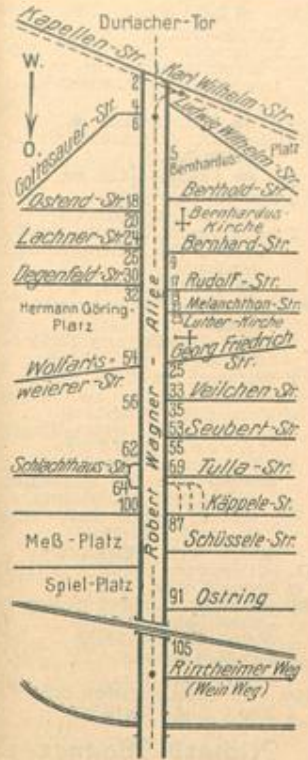 Durlacher-Tor
Kapellen-Str.
W.
O.
2
4
6
Karl Wilhelm-Str.
Ludwig Wilhelm-Str.
Gottesauer-Str.
5
Bernhardus-
Platz
Ostend-Str. 18
Berthold-Str.
20
Bernhardus-
Kirche
Lachner-Str. 24
Bernhard-Str.
26
9
Degenfeld-Str. 30
11 Rudolf-Str.
32
Melanchthon-Str.
Hermann Göring-
Platz
Luther-Kirche
Georg Friedrich
Str.
Wolfarts-
weierer-Str.
54
25
56
33 Veilchen-Str.
35
53 Seubert-Str.
62
55
Schlachthaus-Str.
59 Tulla-Str.
64
100
Käppele-St.
87
Schüssele-Str.
Meß-Platz
Spiel-Platz
91 Ostring
Robert Wagner - Allee
105
Rintheimer Weg
(Wein Weg)